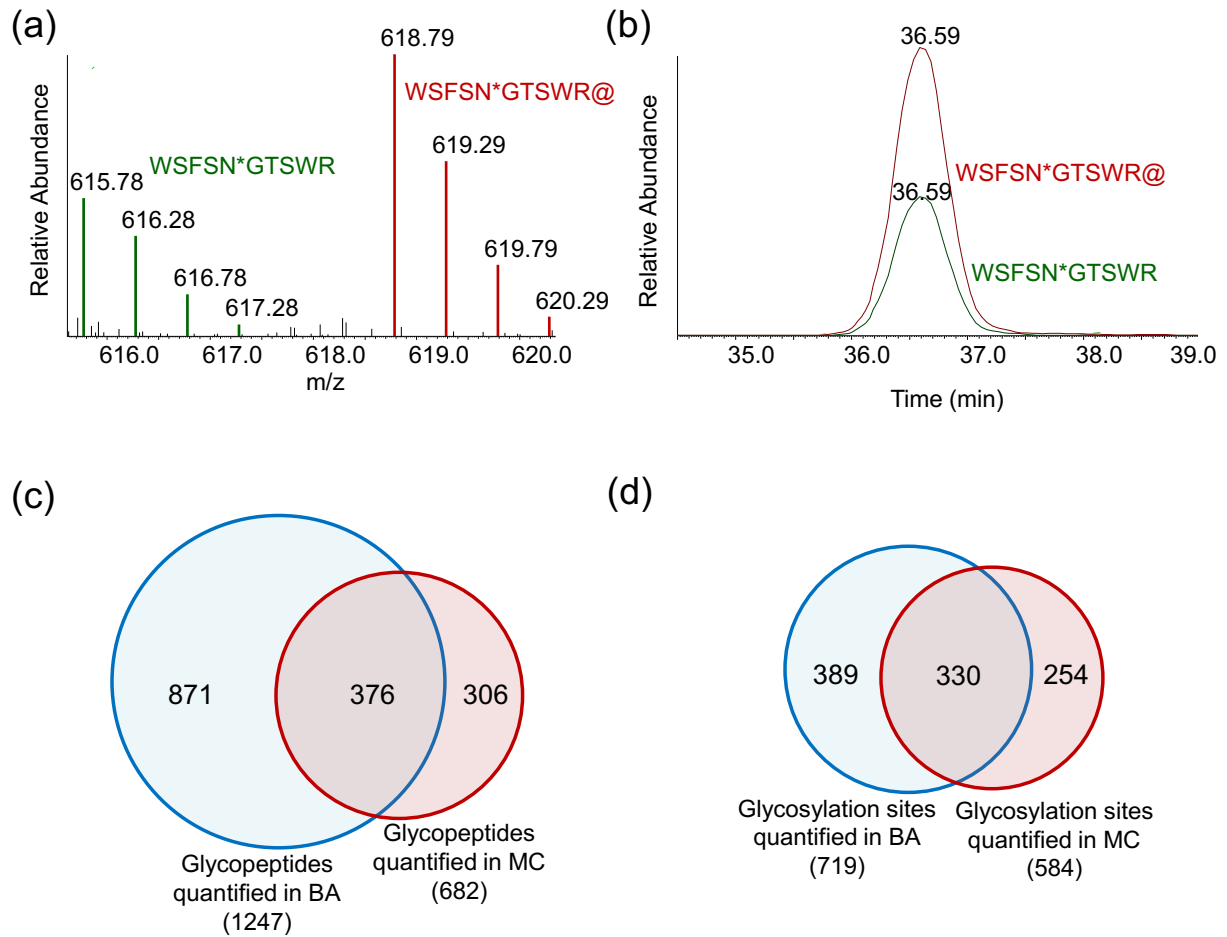 (a)
618.79
WSFSN*GTSWR@
619.29
WSFSN*GTSWR
615.78
616.28
619.79
616.78
617.28
620.29
Relative Abundance
616.0 617.0 618.0 619.0 620.0
m/z
(b)
36.59
WSFSN*GTSWR@
36.59
WSFSN*GTSWR
Relative Abundance
35.0 36.0 37.0 38.0 39.0
Time (min)
(c)
871 376 306
Glycopeptides
quantified in BA
(1247)
Glycopeptides
quantified in MC
(682)
(d)
389 330 254
Glycosylation sites
quantified in BA
(719)
Glycosylation sites
quantified in MC
(584)